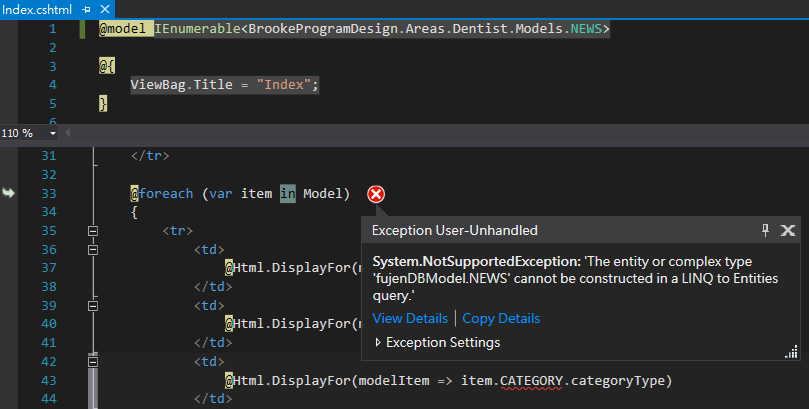 Index.cshtml
1 @model IEnumerable<BrookeProgramDesign.Areas.Dentist.Models.NEWS>
2
3 @{
4 ViewBag.Title = "Index";
5 }
110 %
31 </tr>
32
33 @foreach (var item in Model)
34 {
35 <tr>
36 <td>
37 @Html.DisplayFor(
38 </td>
39 <td>
40 @Html.DisplayFor(
41 </td>
42 <td>
43 @Html.DisplayFor(modelItem => item.CATEGORY.categoryType)
44 </td>
Exception User-Unhandled
System.NotSupportedException: 'The entity or complex type
'fujenDBModel.NEWS' cannot be constructed in a LINQ to Entities
query.'
View Details | Copy Details
Exception Settings